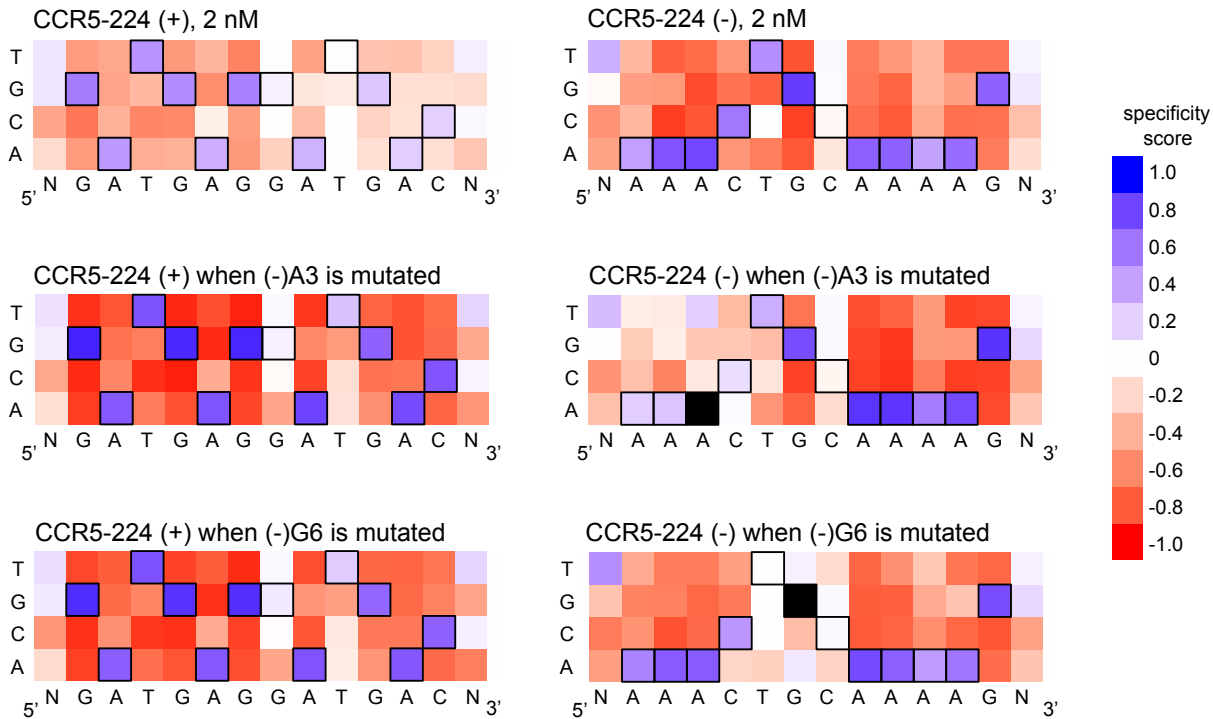 CCR5-224 (+), 2 nM
T
G
C
A
5’ N G A T G A G G A T G A C N 3’
CCR5-224 (-), 2 nM
T
G
C
A
5’ N A A A C T G C A A A A G N 3’
CCR5-224 (+) when (-)A3 is mutated
T
G
C
A
5’ N G A T G A G G A T G A C N 3’
CCR5-224 (-) when (-)A3 is mutated
T
G
C
A
5’ N A A A C T G C A A A A G N 3’
CCR5-224 (+) when (-)G6 is mutated
T
G
C
A
5’ N G A T G A G G A T G A C N 3’
CCR5-224 (-) when (-)G6 is mutated
T
G
C
A
5’ N A A A C T G C A A A A G N 3’
specificity
score
1.0
0.8
0.6
0.4
0.2
0
-0.2
-0.4
-0.6
-0.8
-1.0